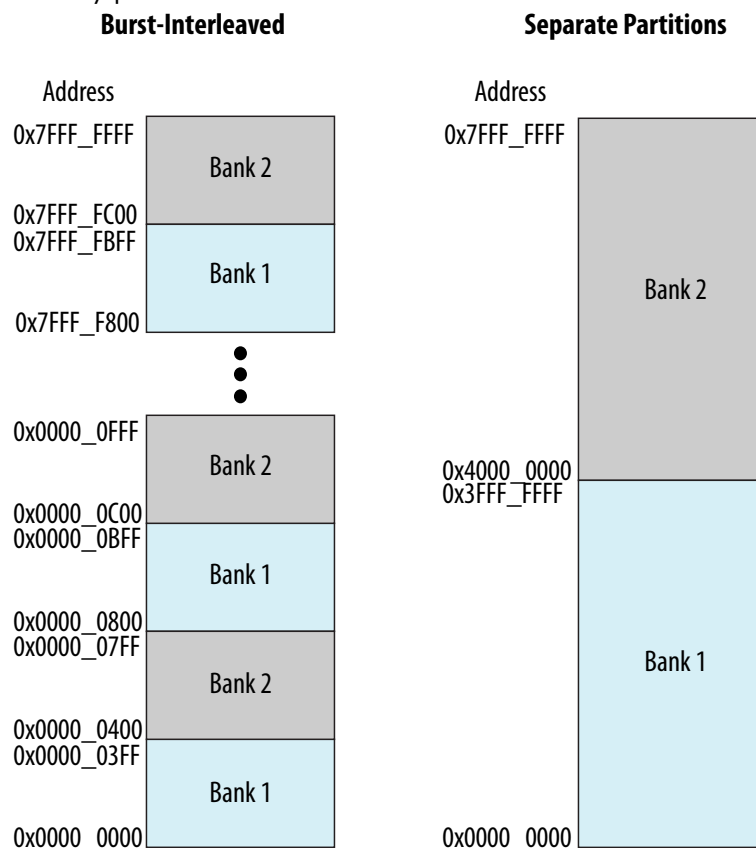 Burst-Interleaved
Address
0x7FFF_FFFF
Bank 2
0x7FFF_FC00
0x7FFF_FBFF
Bank 1
0x7FFF_F800
0x0000_0FFF
Bank 2
0x0000_0C00
0x0000_0BFF
Bank 1
0x0000_0800
0x0000_07FF
Bank 2
0x0000_0400
0x0000_03FF
Bank 1
0x0000_0000
Separate Partitions
Address
0x7FFF_FFFF
Bank 2
0x4000_0000
0x3FFF_FFFF
Bank 1
0x0000_0000